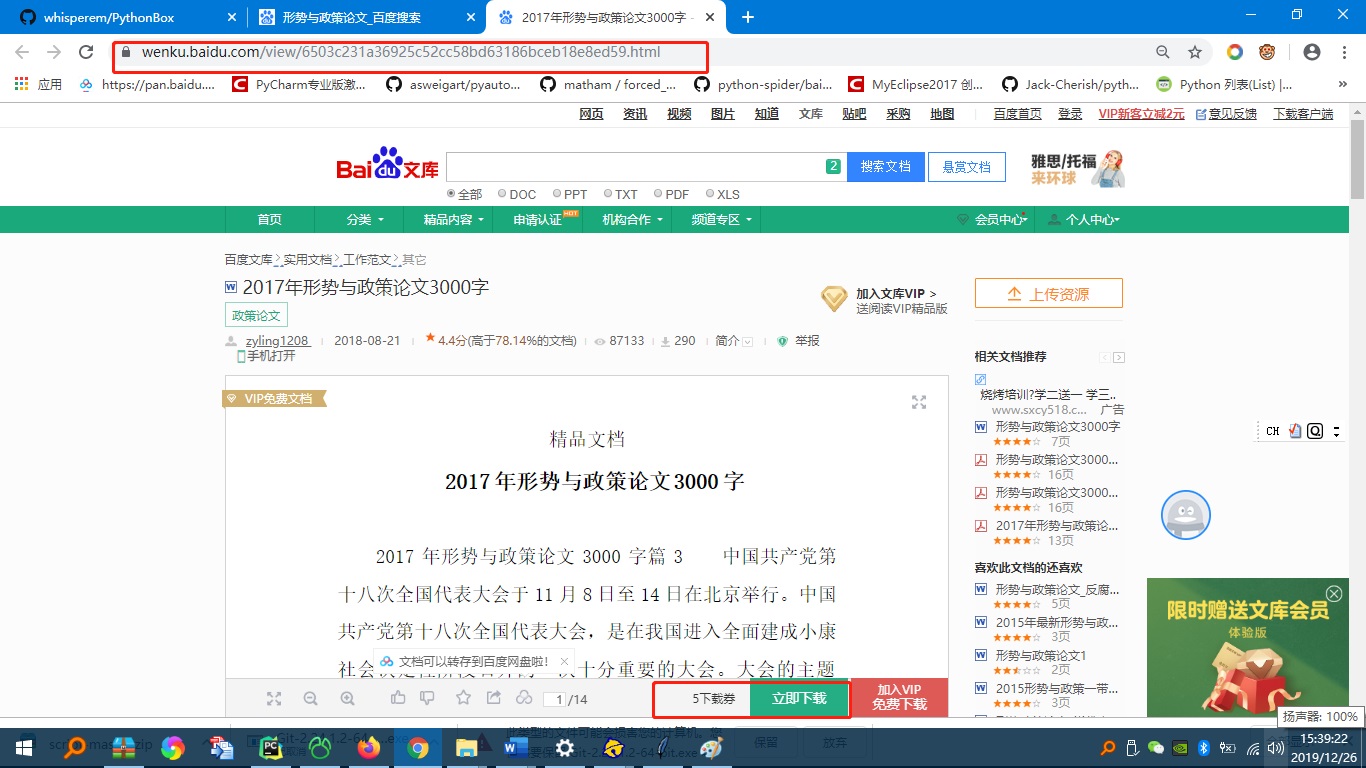 whisperem/PythonBox
形势与政策论文_百度搜索
2017年形势与政策论文3000字 -
wenku.baidu.com/view/6503c231a36925c52cc58bd63186bceb18e8ed59.html
应用 https://pan.baidu.... PyCharm专业版激... asweigart/pyauto... matham / forced_... python-spider/bai... MyEclipse2017 创... Jack-Cherish/pyth... Python 列表(List) |... »
网页 资讯 视频 图片 知道 文库 贴吧 采购 地图 百度首页 登录 VIP新客立减2元 意见反馈 下载客户端
Bai du 文库 2 搜索文档 悬赏文档 雅思/托福
来环球
全部 DOC PPT TXT PDF XLS
首页 分类 精品内容 申请认证 HOT 机构合作 频道专区 会员中心 个人中心
百度文库 > 实用文档 > 工作范文 > 其它
W 2017年形势与政策论文3000字
政策论文
加入文库VIP >
送阅读VIP精品版
上传资源
zyling1208 2018-08-21 4.4分(高于78.14%的文档) 87133 290 简介 举报
手机打开
VIP免费文档
精品文档
2017年形势与政策论文3000字
2017 年形势与政策论文 3000 字篇 3 中国共产党第
十八次全国代表大会于 11 月 8 日至 14 日在北京举行。中国
共产党第十八次全国代表大会，是在我国进入全面建成小康
社会 十分重要的大会。大会的主题
文档可以转存到百度网盘啦！ ×
1 /14 5下载券 立即下载 加入VIP
免费下载
相关文档推荐
烧烤培训?学二送一 学三..
www.sxcy518.c... 广告
形势与政策论文3000字
7页
形势与政策论文3000...
16页
形势与政策论文3000...
16页
2017年形势与政策论...
13页
喜欢此文档的还喜欢
形势与政策论文_反腐...
5页
2015年最新形势与政...
3页
形势与政策论文1
2页
2015形势与政策一带...
3页
CH
限时赠送文库会员
体验版
扬声器: 100%
保留 放弃
15:39:22
2019/12/26